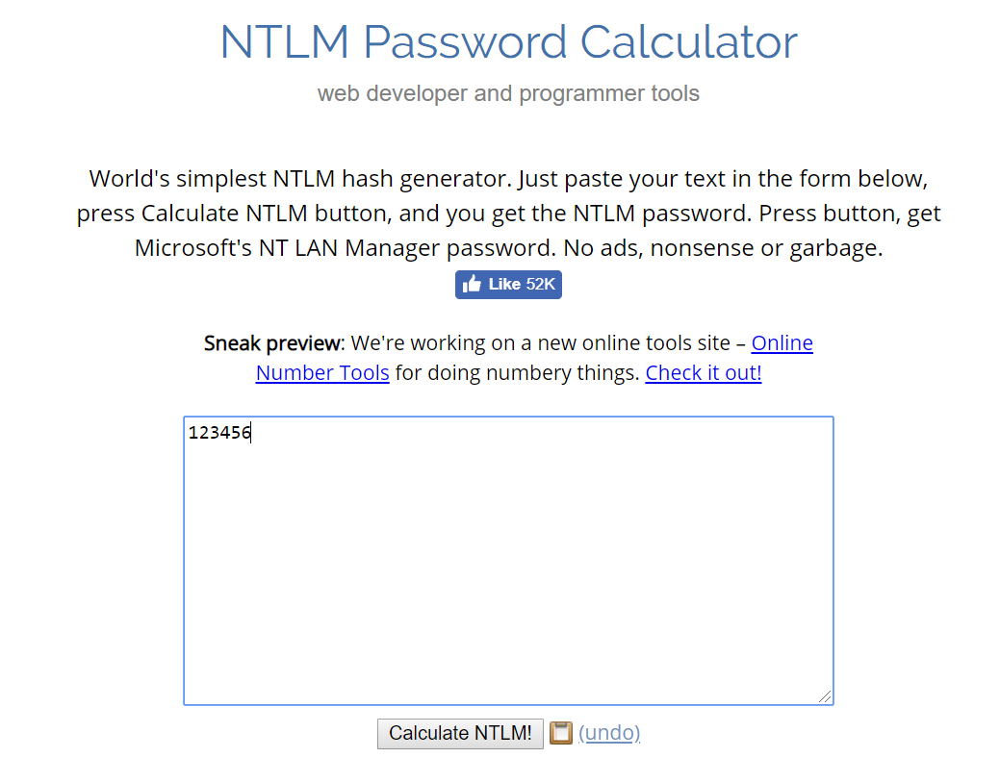 NTLM Password Calculator
web developer and programmer tools
World's simplest NTLM hash generator. Just paste your text in the form below,
press Calculate NTLM button, and you get the NTLM password. Press button, get
Microsoft's NT LAN Manager password. No ads, nonsense or garbage.
Like 52K
Sneak preview: We're working on a new online tools site – Online
Number Tools for doing numbery things. Check it out!
123456
Calculate NTLM! (undo)